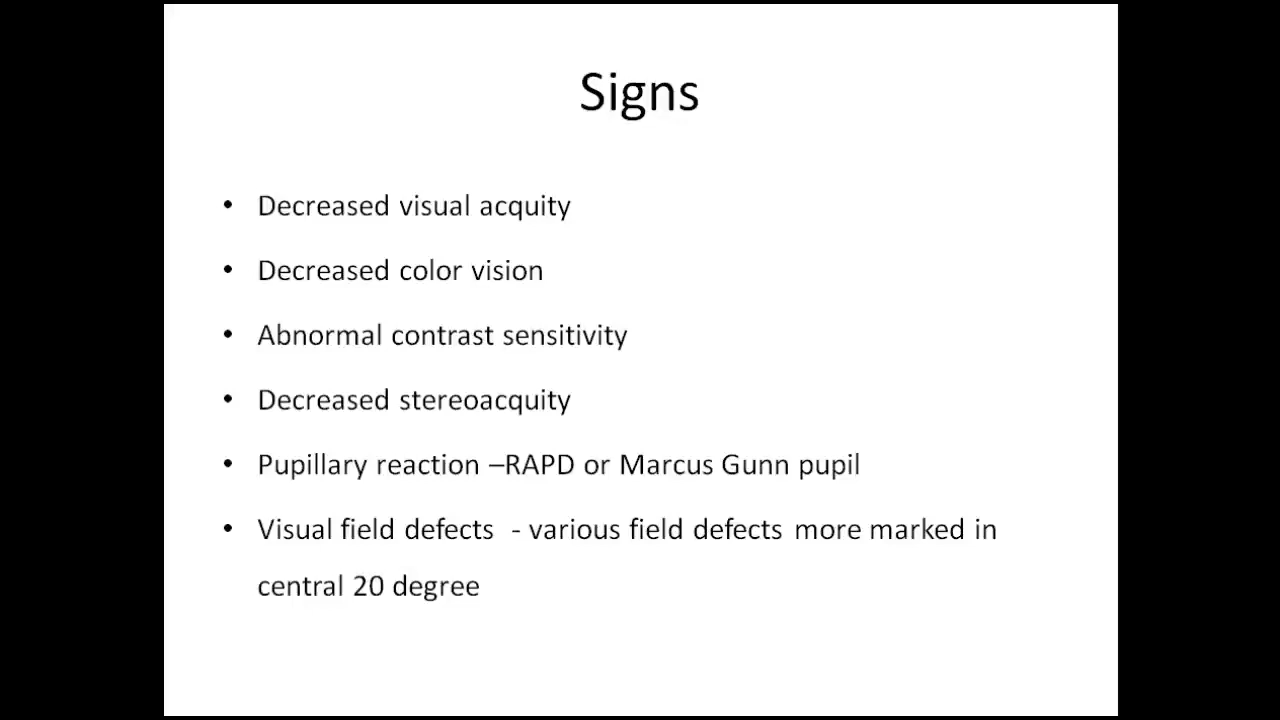 Signs
• Decreased visual acquity
• Decreased color vision
• Abnormal contrast sensitivity
• Decreased stereoacquity
• Pupillary reaction –RAPD or Marcus Gunn pupil
• Visual field defects - various field defects more marked in
central 20 degree